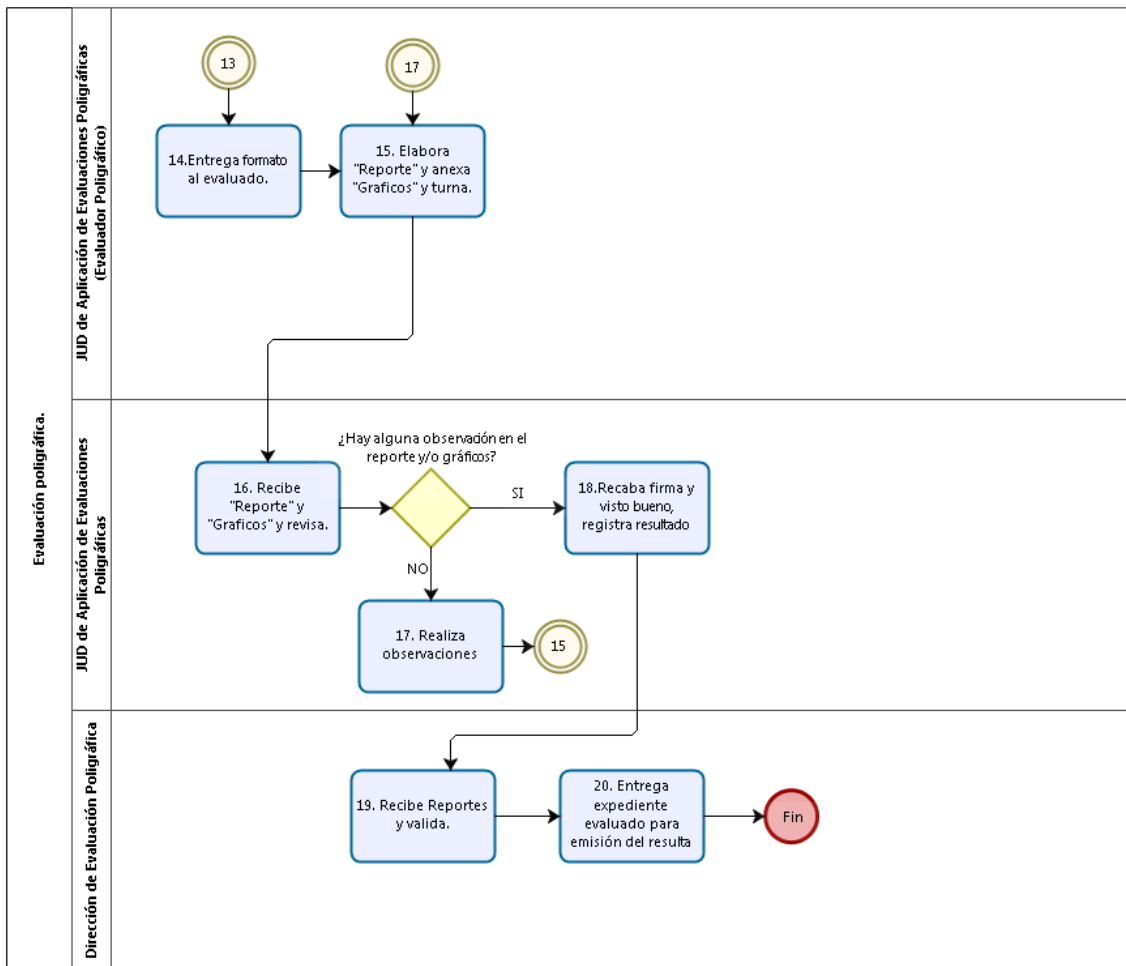 Evaluación poligráfica.
JUD de Aplicación de Evaluaciones Poligráficas
(Evaluador Poligráfico)
13
17
14.Entrega formato
al evaluado.
15. Elabora
"Reporte" y anexa
"Graficos" y turna.
JUD de Aplicación de Evaluaciones
Poligráficas
¿Hay alguna observación en el
reporte y/o gráficos?
16. Recibe
"Reporte" y
"Graficos" y revisa.
SI
18.Recaba firma y
visto bueno,
registra resultado
NO
17. Realiza
observaciones
15
Dirección de Evaluación Poligráfica
19. Recibe Reportes
y valida.
20. Entrega
expediente
evaluado para
emisión del resulta
Fin